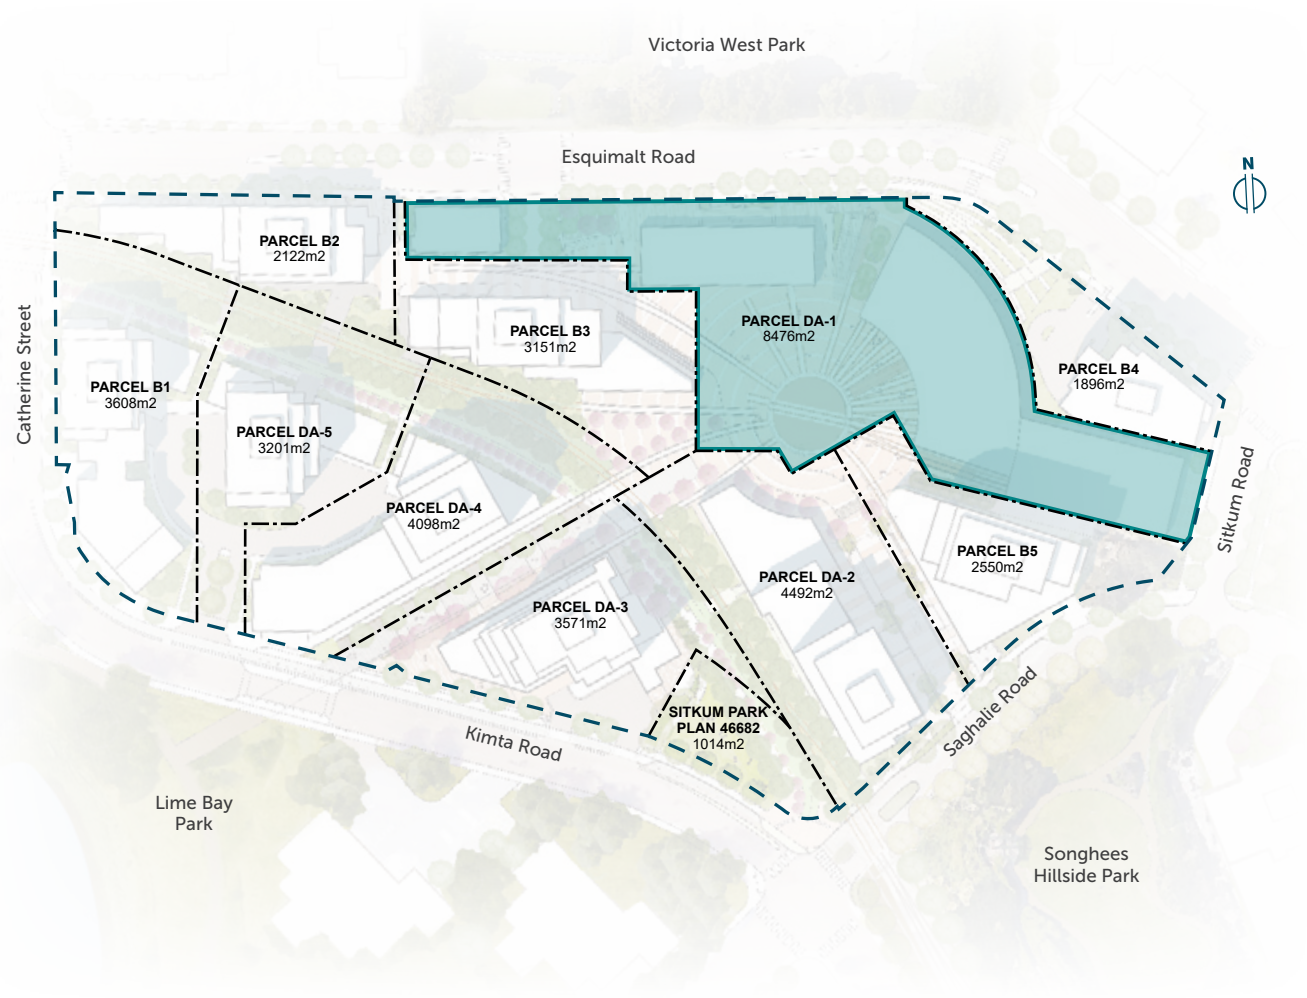 Victoria West Park
Esquimalt Road
N
PARCEL B2
2122m2
PARCEL DA-1
8476m2
PARCEL B3
3151m2
PARCEL B4
1896m2
Catherine Street
PARCEL B1
3608m2
PARCEL DA-5
3201m2
PARCEL DA-4
4098m2
Sitkum Road
PARCEL B5
2550m2
PARCEL DA-2
4492m2
PARCEL DA-3
3571m2
SITKUM PARK
PLAN 46682
1014m2
Saghalie Road
Kimta Road
Lime Bay
Park
Songhees
Hillside Park